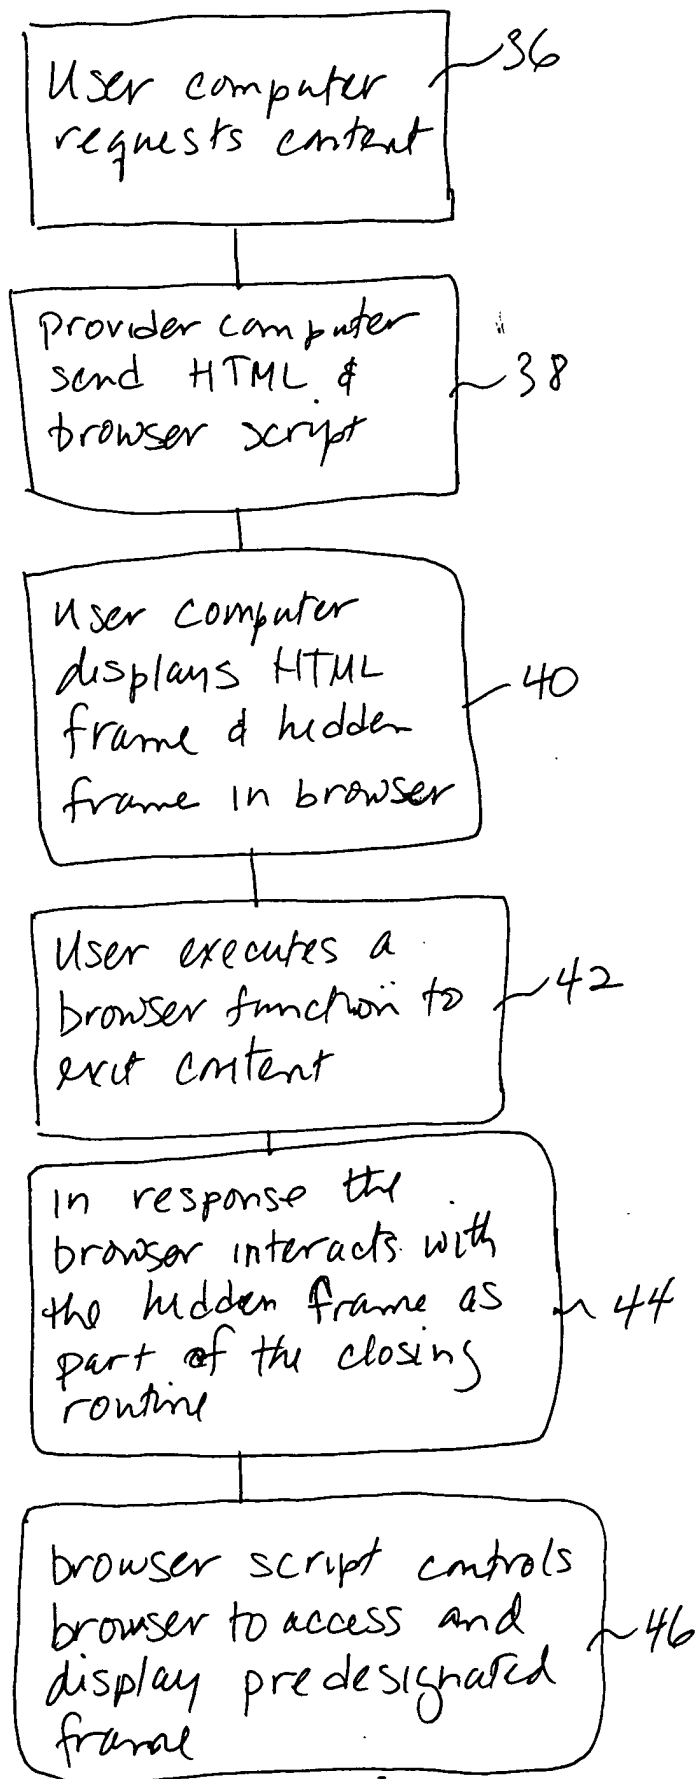 User computer
requests content
36
provider computer
send HTML &
browser script
38
User computer
displays HTML
frame & hidden
frame in browser
40
User executes a
browser function to
exit content
42
In response the
browser interacts with
the hidden frame as
part of the closing
routine
44
browser script controls
browser to access and
display predesignated
frame
46